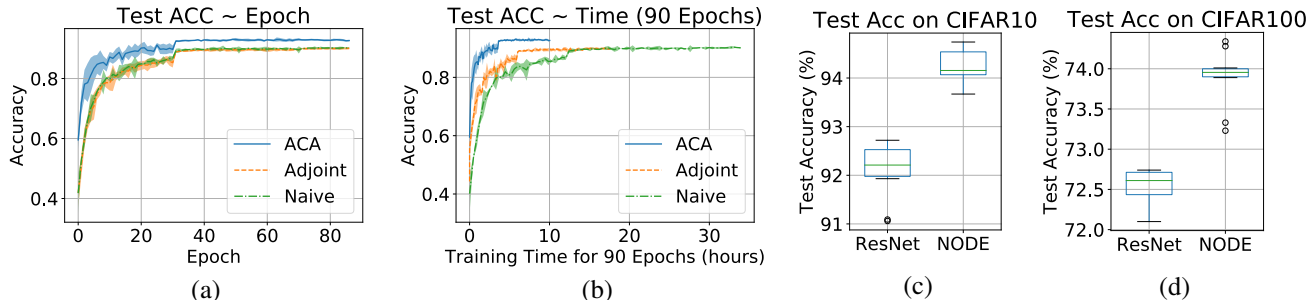 Test ACC ~ Epoch
Accuracy
0.8
0.6
0.4
ACA
Adjoint
Naive
0 20 40 60 80
Epoch
(a)
Test ACC ~ Time (90 Epochs)
Accuracy
0.8
0.6
0.4
ACA
Adjoint
Naive
0 10 20 30
Training Time for 90 Epochs (hours)
(b)
Test Acc on CIFAR10
Test Accuracy (%)
94
93
92
91
ResNet NODE
(c)
Test Acc on CIFAR100
Test Accuracy (%)
74.0
73.5
73.0
72.5
72.0
ResNet NODE
(d)